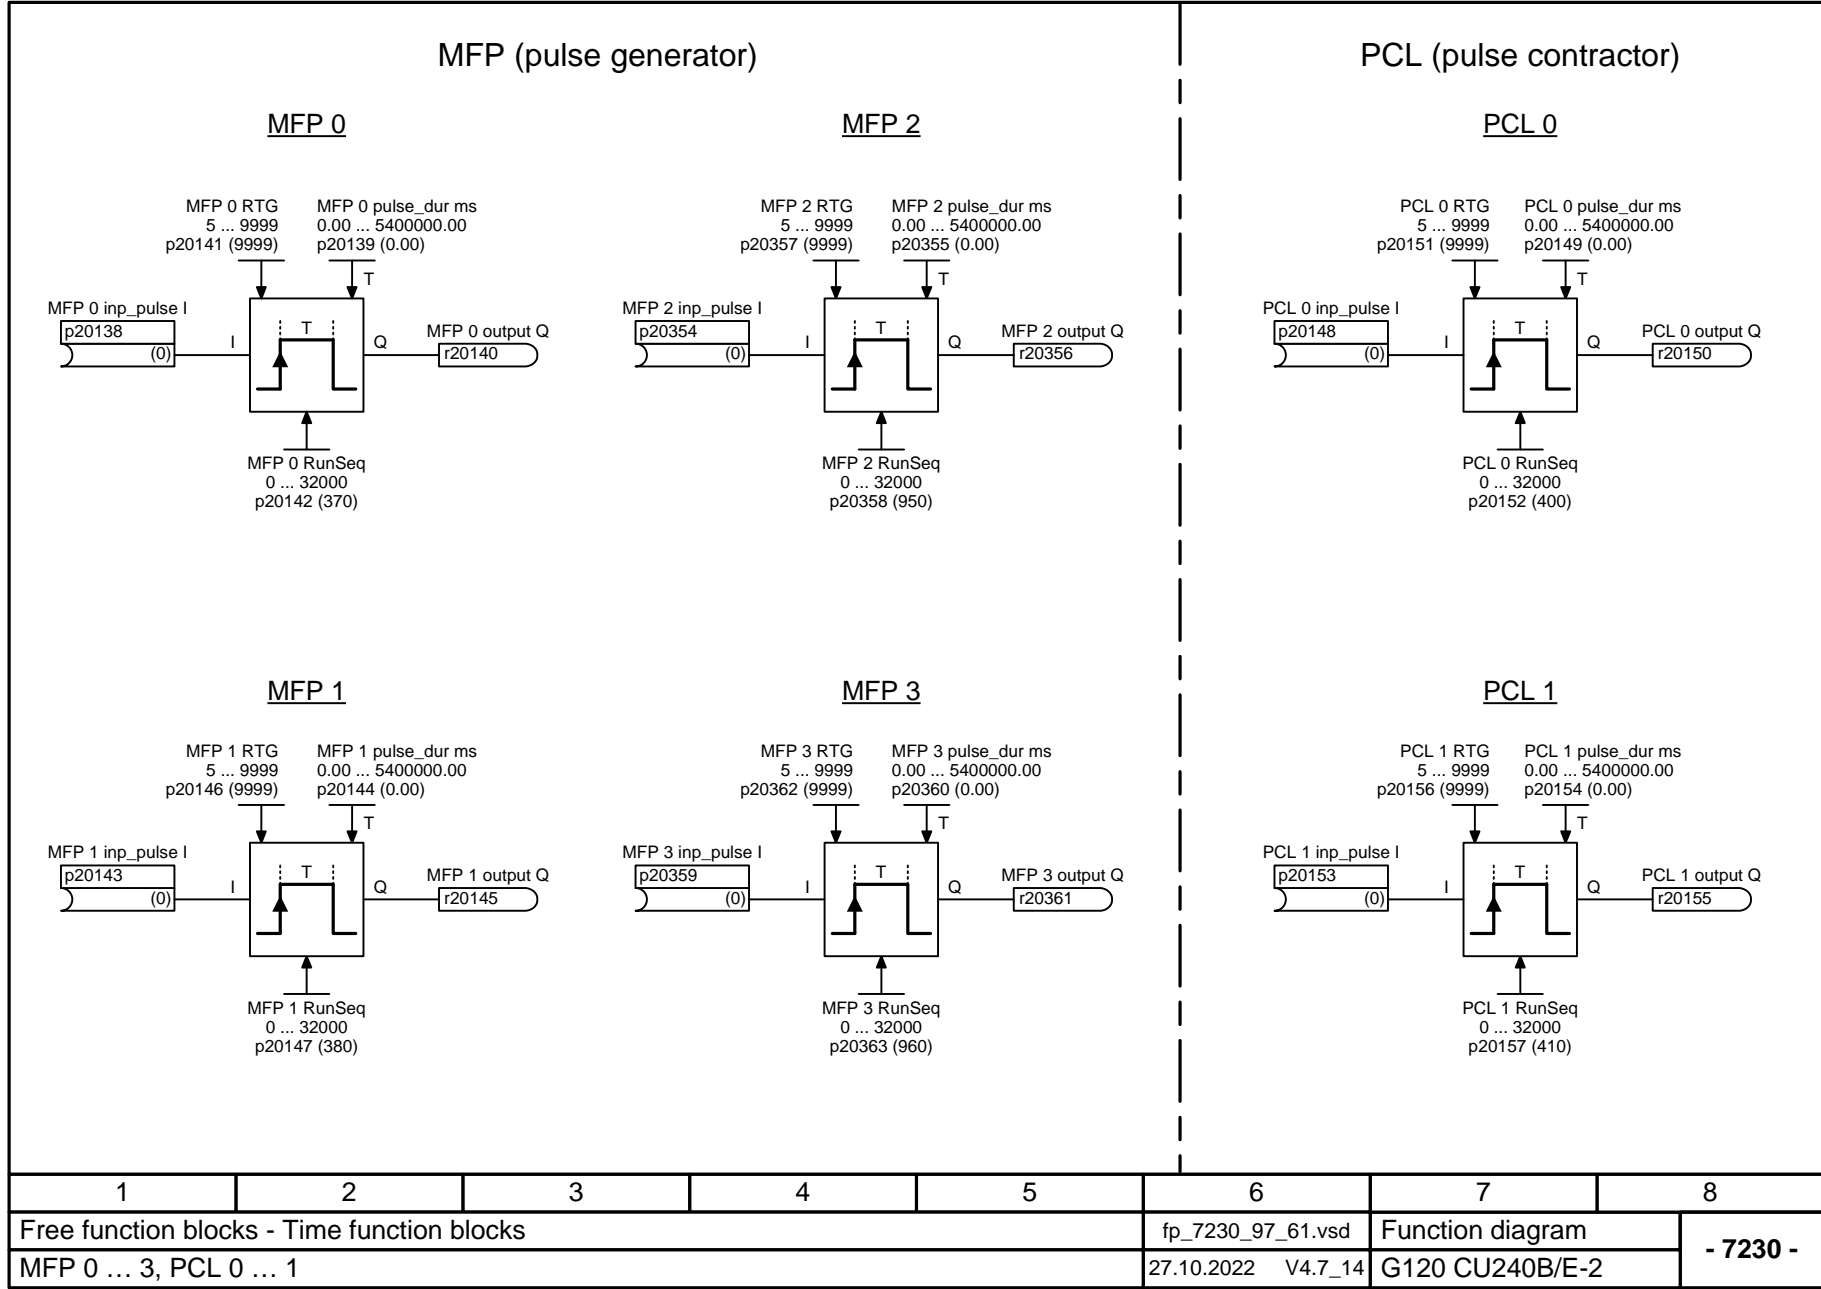 MFP (pulse generator)
PCL (pulse contractor)
MFP 0
MFP 0 RTG
5 ... 9999
p20141 (9999)
MFP 0 pulse_dur ms
0.00 ... 5400000.00
p20139 (0.00)
T
MFP 0 inp_pulse I
p20138
(0)
I
T
Q
MFP 0 output Q
r20140
MFP 0 RunSeq
0 ... 32000
p20142 (370)
MFP 2
MFP 2 RTG
5 ... 9999
p20357 (9999)
MFP 2 pulse_dur ms
0.00 ... 5400000.00
p20355 (0.00)
T
MFP 2 inp_pulse I
p20354
(0)
I
T
Q
MFP 2 output Q
r20356
MFP 2 RunSeq
0 ... 32000
p20358 (950)
PCL 0
PCL 0 RTG
5 ... 9999
p20151 (9999)
PCL 0 pulse_dur ms
0.00 ... 5400000.00
p20149 (0.00)
T
PCL 0 inp_pulse I
p20148
(0)
I
T
Q
PCL 0 output Q
r20150
PCL 0 RunSeq
0 ... 32000
p20152 (400)
MFP 1
MFP 1 RTG
5 ... 9999
p20146 (9999)
MFP 1 pulse_dur ms
0.00 ... 5400000.00
p20144 (0.00)
T
MFP 1 inp_pulse I
p20143
(0)
I
T
Q
MFP 1 output Q
r20145
MFP 1 RunSeq
0 ... 32000
p20147 (380)
MFP 3
MFP 3 RTG
5 ... 9999
p20362 (9999)
MFP 3 pulse_dur ms
0.00 ... 5400000.00
p20360 (0.00)
T
MFP 3 inp_pulse I
p20359
(0)
I
T
Q
MFP 3 output Q
r20361
MFP 3 RunSeq
0 ... 32000
p20363 (960)
PCL 1
PCL 1 RTG
5 ... 9999
p20156 (9999)
PCL 1 pulse_dur ms
0.00 ... 5400000.00
p20154 (0.00)
T
PCL 1 inp_pulse I
p20153
(0)
I
T
Q
PCL 1 output Q
r20155
PCL 1 RunSeq
0 ... 32000
p20157 (410)
1 2 3 4 5 6 7 8
Free function blocks - Time function blocks
fp_7230_97_61.vsd
Function diagram
- 7230 -
MFP 0 … 3, PCL 0 … 1
27.10.2022 V4.7_14
G120 CU240B/E-2